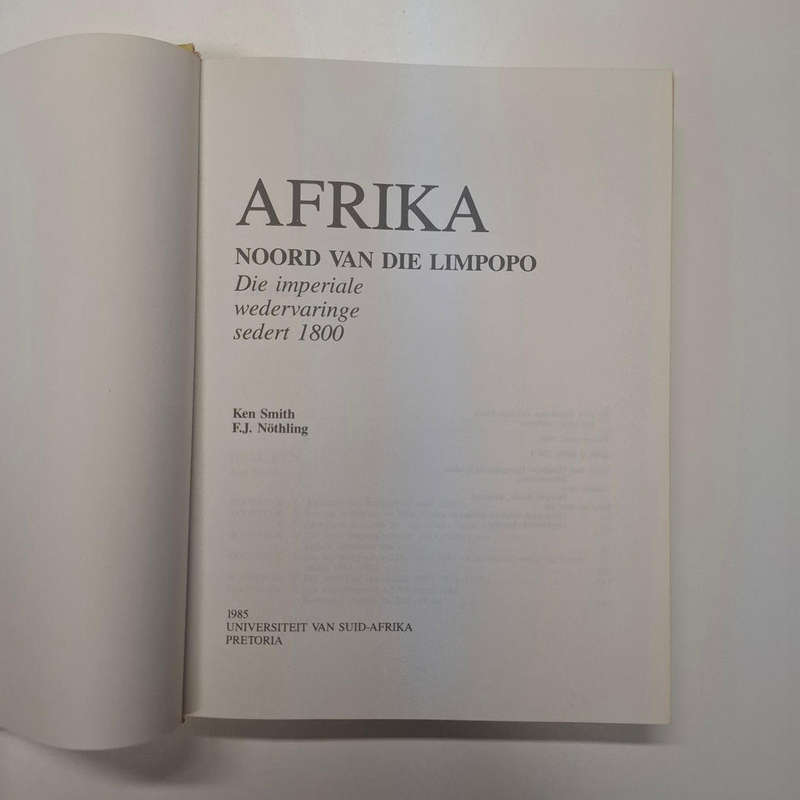 AFRIKA
NOORD VAN DIE LIMPOPO
Die imperiale
wedervaringe
sedert 1800
Ken Smith
F.J. Nöthling
1985
UNIVERSITEIT VAN SUID-AFRIKA
PRETORIA